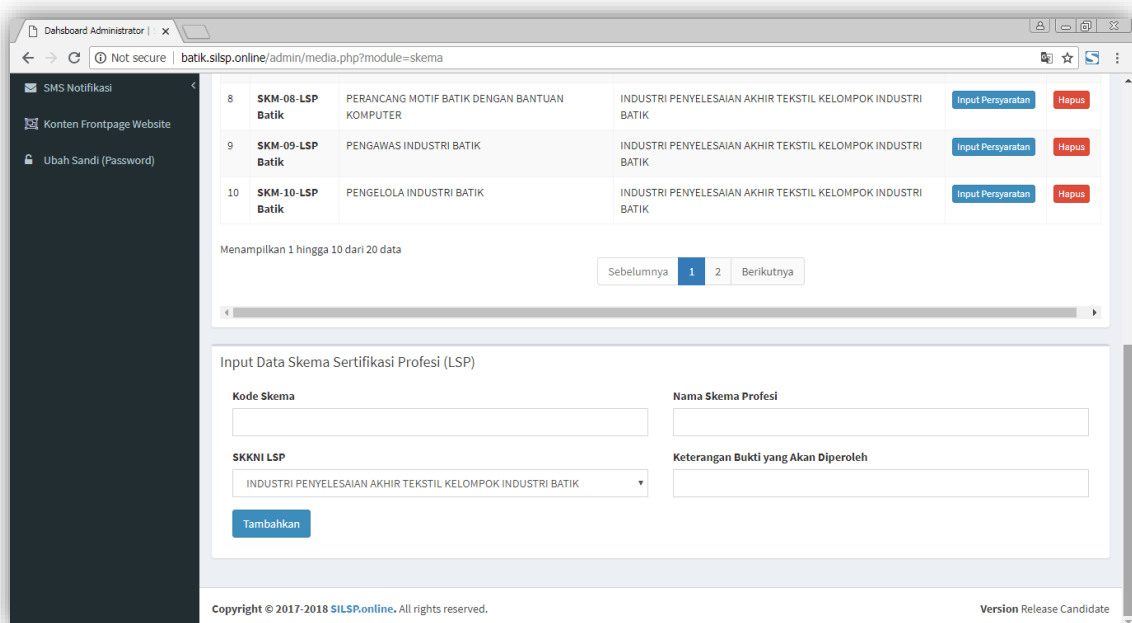 Dahsboard Administrator |
Not secure | batik.silsp.online/admin/media.php?module=skema
SMS Notifikasi
Konten Frontpage Website
Ubah Sandi (Password)
8 SKM-08-LSP Batik PERANCANG MOTIF BATIK DENGAN BANTUAN KOMPUTER INDUSTRI PENYELESAIAN AKHIR TEKSTIL KELOMPOK INDUSTRI BATIK Input Persyaratan Hapus
9 SKM-09-LSP Batik PENGAWAS INDUSTRI BATIK INDUSTRI PENYELESAIAN AKHIR TEKSTIL KELOMPOK INDUSTRI BATIK Input Persyaratan Hapus
10 SKM-10-LSP Batik PENGELOLA INDUSTRI BATIK INDUSTRI PENYELESAIAN AKHIR TEKSTIL KELOMPOK INDUSTRI BATIK Input Persyaratan Hapus
Menampilkan 1 hingga 10 dari 20 data
Sebelumnya 1 2 Berikutnya
Input Data Skema Sertifikasi Profesi (LSP)
Kode Skema
Nama Skema Profesi
SKKNI LSP
Keterangan Bukti yang Akan Diperoleh
INDUSTRI PENYELESAIAN AKHIR TEKSTIL KELOMPOK INDUSTRI BATIK
Tambahkan
Copyright © 2017-2018 SILSP.online. All rights reserved.
Version Release Candidate